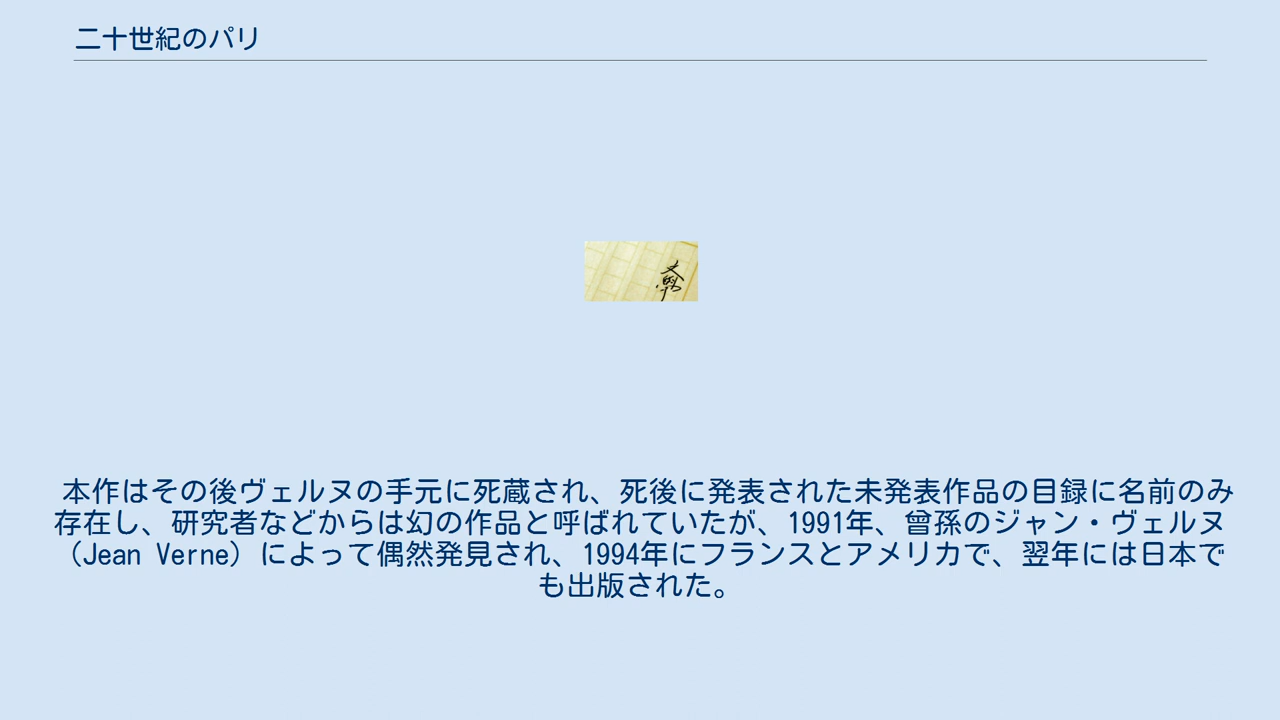 二十世紀のパリ
本作はその後ヴェルヌの手元に死蔵され、死後に発表された未発表作品の目録に名前のみ
存在し、研究者などからは幻の作品と呼ばれていたが、1991年、曾孫のジャン・ヴェルヌ
（Jean Verne）によって偶然発見され、1994年にフランスとアメリカで、翌年には日本で
も出版された。